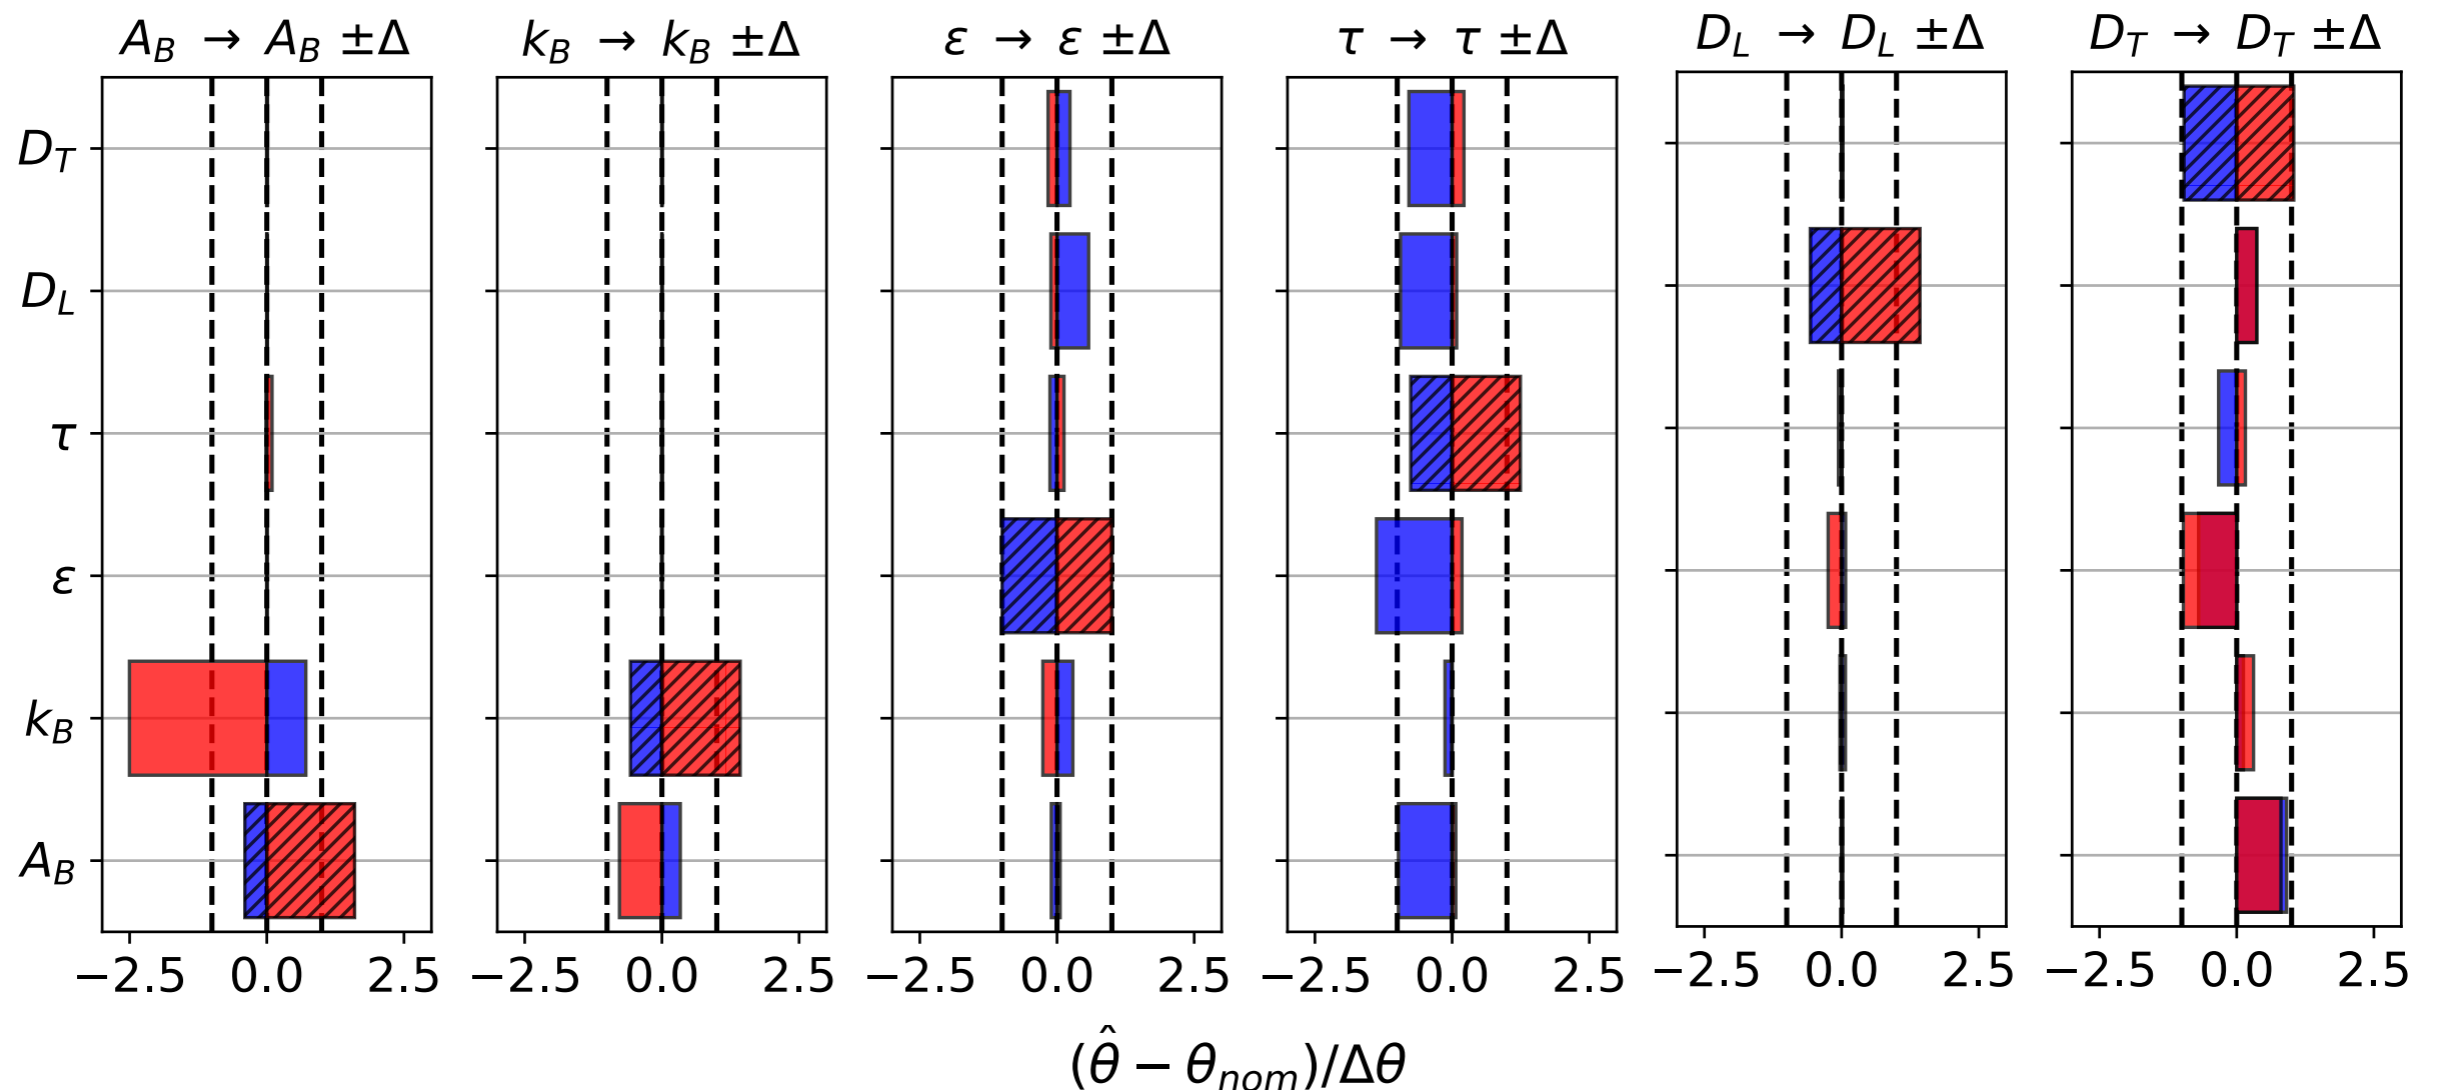 A_B → A_B ±Δ k_B → k_B ±Δ ε → ε ±Δ τ → τ ±Δ D_L → D_L ±Δ D_T → D_T ±Δ
D_T
D_L
τ
ε
k_B
A_B
−2.5 0.0 2.5 −2.5 0.0 2.5 −2.5 0.0 2.5 −2.5 0.0 2.5 −2.5 0.0 2.5 −2.5 0.0 2.5
(θ̂ − θ_nom)/Δθ